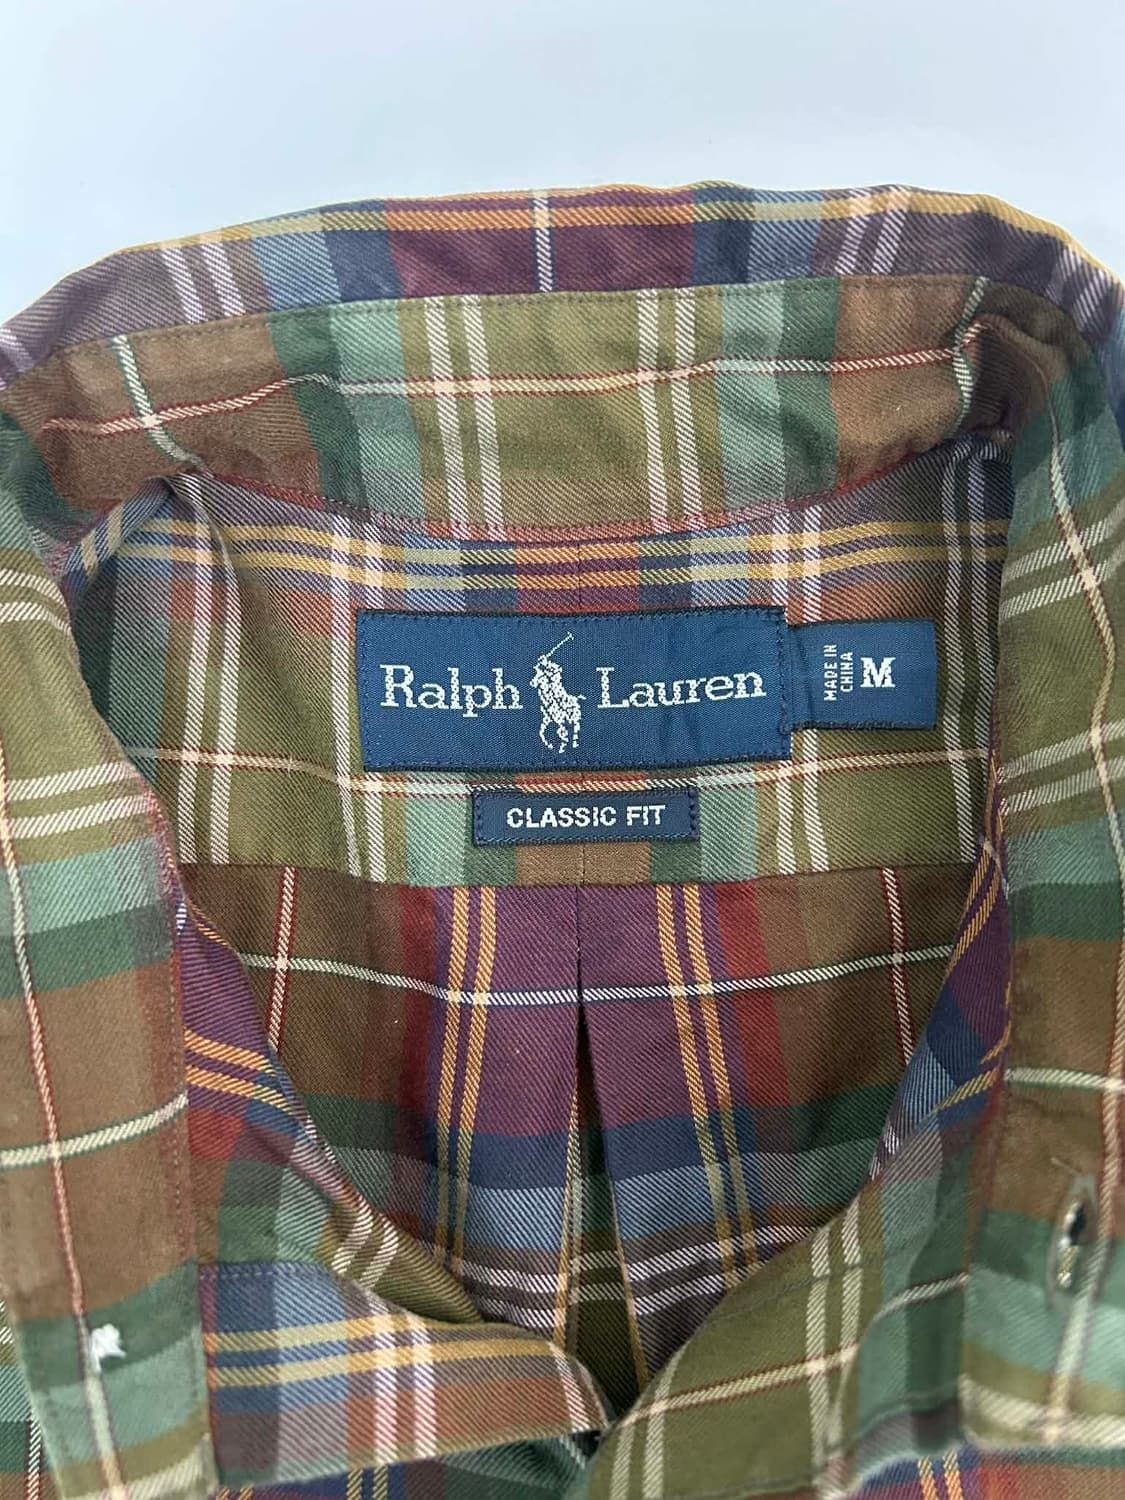 Ralph Lauren
MADE IN
CHINA
M
CLASSIC FIT